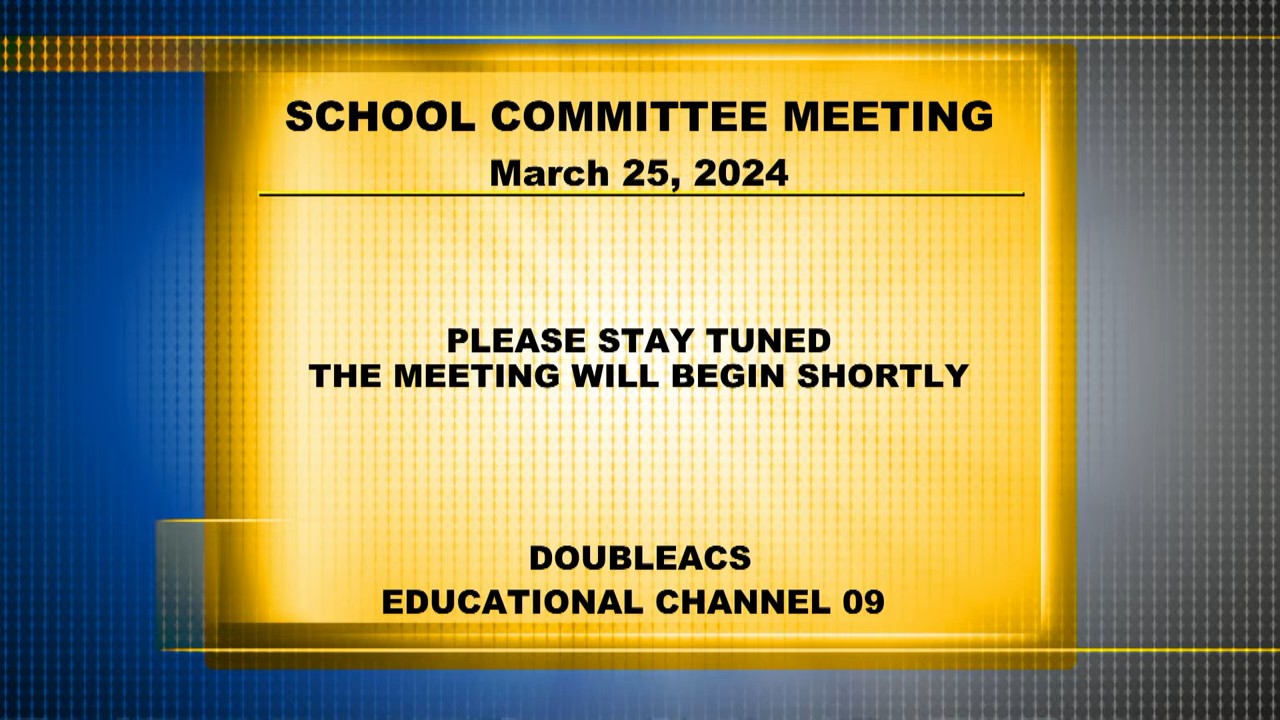 SCHOOL COMMITTEE MEETING
March 25, 2024
PLEASE STAY TUNED
THE MEETING WILL BEGIN SHORTLY
DOUBLEACS
EDUCATIONAL CHANNEL 09